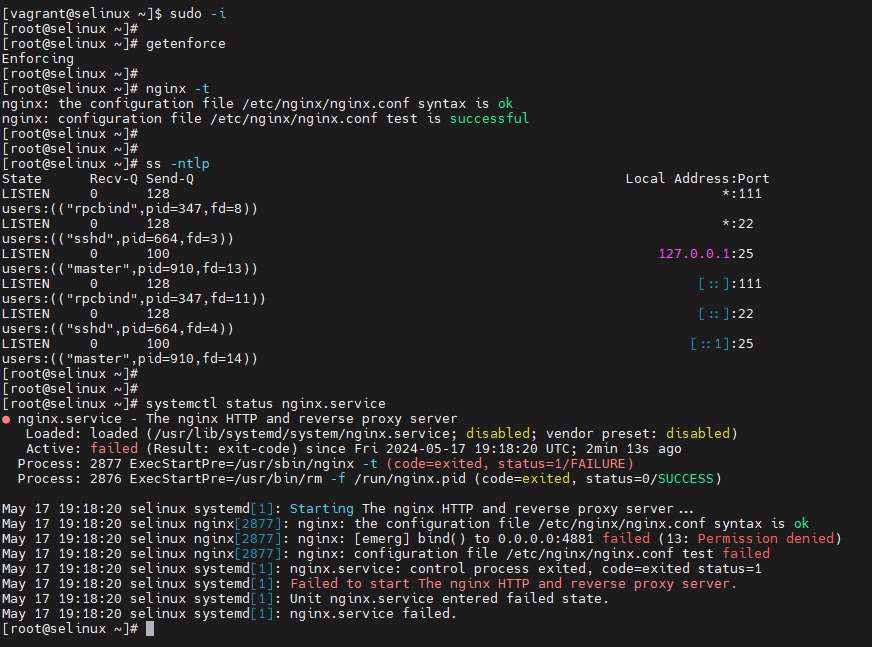 [vagrant@selinux ~]$ sudo -i
[root@selinux ~]#
[root@selinux ~]# getenforce
Enforcing
[root@selinux ~]#
[root@selinux ~]# nginx -t
nginx: the configuration file /etc/nginx/nginx.conf syntax is ok
nginx: configuration file /etc/nginx/nginx.conf test is successful
[root@selinux ~]#
[root@selinux ~]#
[root@selinux ~]# ss -ntlp
State      Recv-Q Send-Q                                                      Local Address:Port
LISTEN     0      128                                                                     *:111
users:(("rpcbind",pid=347,fd=8))
LISTEN     0      128                                                                     *:22
users:(("sshd",pid=664,fd=3))
LISTEN     0      100                                                             127.0.0.1:25
users:(("master",pid=910,fd=13))
LISTEN     0      128                                                                  [::]:111
users:(("rpcbind",pid=347,fd=11))
LISTEN     0      128                                                                  [::]:22
users:(("sshd",pid=664,fd=4))
LISTEN     0      100                                                                 [::1]:25
users:(("master",pid=910,fd=14))
[root@selinux ~]#
[root@selinux ~]#
[root@selinux ~]# systemctl status nginx.service
● nginx.service - The nginx HTTP and reverse proxy server
   Loaded: loaded (/usr/lib/systemd/system/nginx.service; disabled; vendor preset: disabled)
   Active: failed (Result: exit-code) since Fri 2024-05-17 19:18:20 UTC; 2min 13s ago
  Process: 2877 ExecStartPre=/usr/sbin/nginx -t (code=exited, status=1/FAILURE)
  Process: 2876 ExecStartPre=/usr/bin/rm -f /run/nginx.pid (code=exited, status=0/SUCCESS)

May 17 19:18:20 selinux systemd[1]: Starting The nginx HTTP and reverse proxy server...
May 17 19:18:20 selinux nginx[2877]: nginx: the configuration file /etc/nginx/nginx.conf syntax is ok
May 17 19:18:20 selinux nginx[2877]: nginx: [emerg] bind() to 0.0.0.0:4881 failed (13: Permission denied)
May 17 19:18:20 selinux nginx[2877]: nginx: configuration file /etc/nginx/nginx.conf test failed
May 17 19:18:20 selinux systemd[1]: nginx.service: control process exited, code=exited status=1
May 17 19:18:20 selinux systemd[1]: Failed to start The nginx HTTP and reverse proxy server.
May 17 19:18:20 selinux systemd[1]: Unit nginx.service entered failed state.
May 17 19:18:20 selinux systemd[1]: nginx.service failed.
[root@selinux ~]#